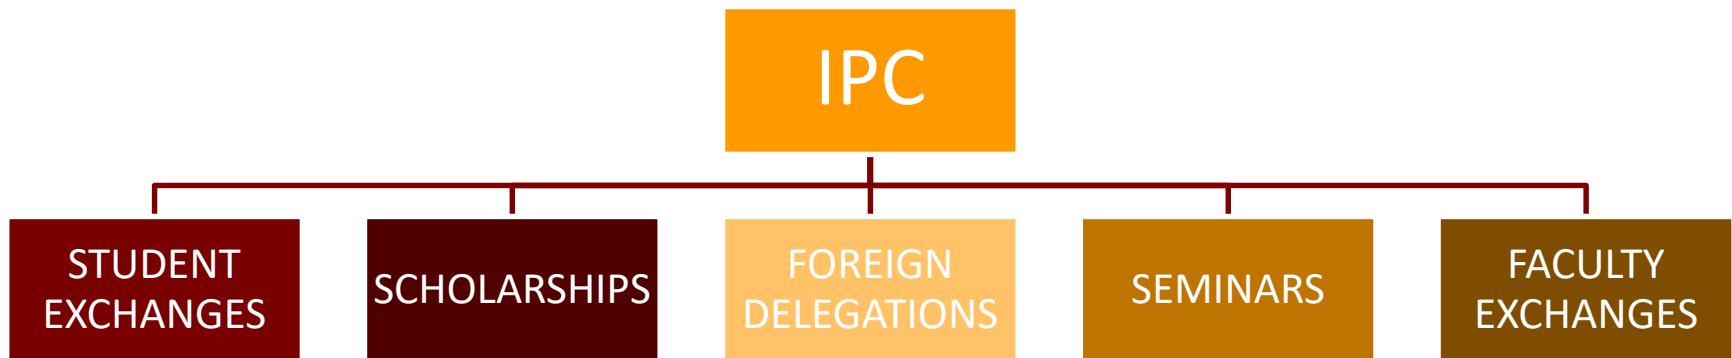 IPC
STUDENT
EXCHANGES
SCHOLARSHIPS
FOREIGN
DELEGATIONS
SEMINARS
FACULTY
EXCHANGES